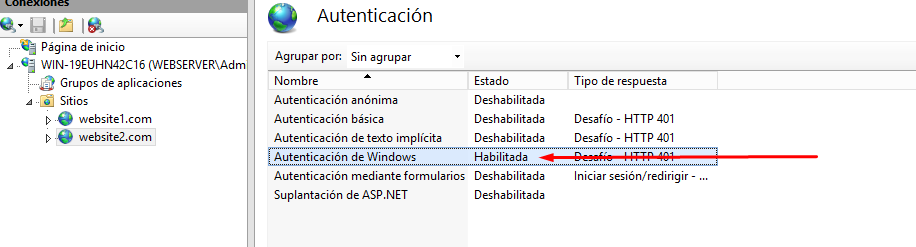 Conexiones
Página de inicio
WIN-19EUHN42C16 (WEBSERVER\Adm
Grupos de aplicaciones
Sitios
website1.com
website2.com
Autenticación
Agrupar por: Sin agrupar
Nombre Estado Tipo de respuesta
Autenticación anónima Deshabilitada
Autenticación básica Deshabilitada Desafío - HTTP 401
Autenticación de texto implícita Deshabilitada Desafío - HTTP 401
Autenticación de Windows Habilitada Desafío - HTTP 401
Autenticación mediante formularios Deshabilitada Iniciar sesión/redirigir - ...
Suplantación de ASP.NET Deshabilitada